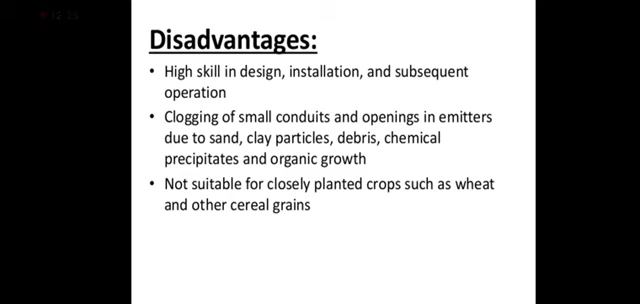 12:25
Disadvantages:
• High skill in design, installation, and subsequent
operation
• Clogging of small conduits and openings in emitters
due to sand, clay particles, debris, chemical
precipitates and organic growth
• Not suitable for closely planted crops such as wheat
and other cereal grains